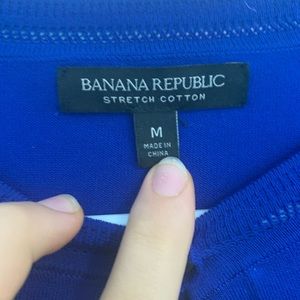 BANANA REPUBLIC
STRETCH COTTON
M
MADE IN
CHINA